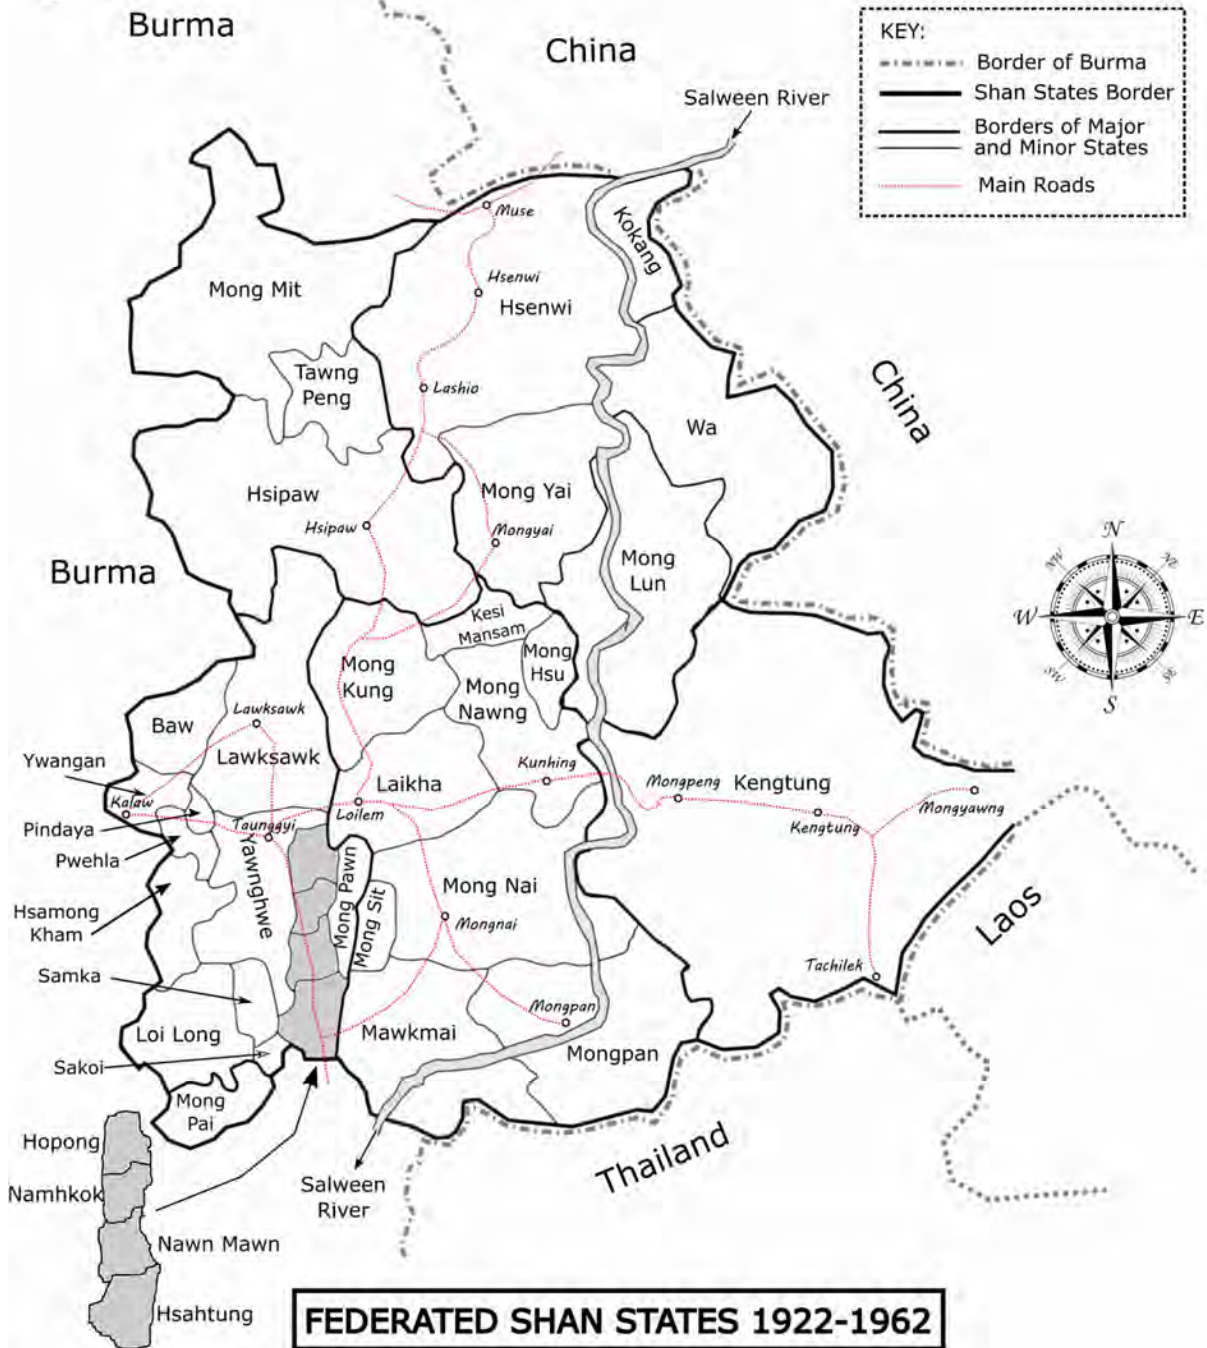 Burma
China
Salween River
KEY:
Border of Burma
Shan States Border
Borders of Major
and Minor States
Main Roads
Muse
Kokang
Hsenwi
Hsenwi
Mong Mit
Tawng
Peng
Lashio
China
Wa
Hsipaw
Mong Yai
Hsipaw
Mongyai
Burma
Mong
Lun
N
NW
NE
W
E
SW
SE
S
Kesi
Mansam
Mong
Hsu
Mong
Kung
Mong
Nawng
Baw
Lawksawk
Lawksawk
Ywangan
Kalaw
Laikha
Kunhing
Mongpeng
Kengtung
Mongyawng
Loilem
Kengtung
Pindaya
Taunggyi
Pwehla
Yawnghwe
Mong Pawn
Mong Sit
Mong Nai
Mongnai
Hsamong
Kham
Laos
Samka
Tachilek
Mongpan
Loi Long
Mawkmai
Mongpan
Sakoi
Mong
Pai
Thailand
Hopong
Namhkok
Salween
River
Nawn Mawn
Hsahtung
FEDERATED SHAN STATES 1922-1962